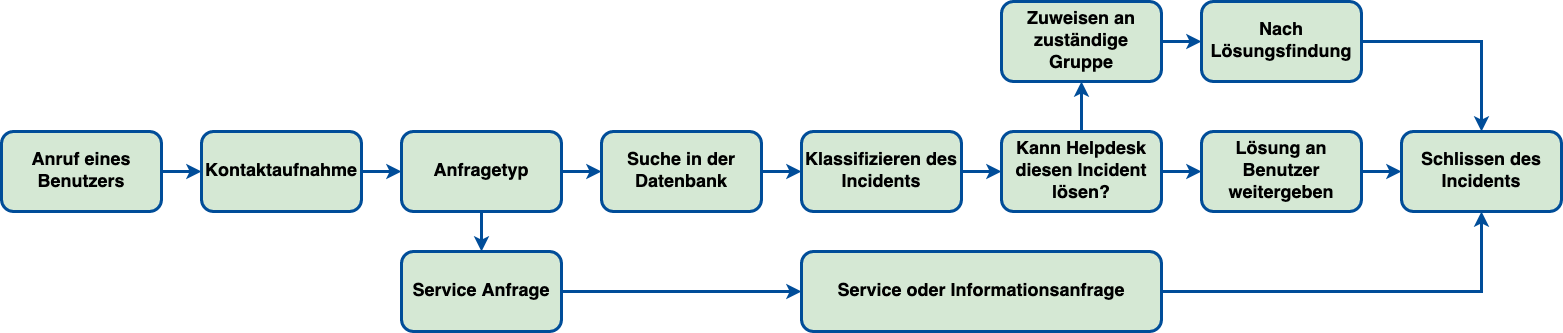 Zuweisen an
zuständige
Gruppe
Nach
Lösungsfindung
Anruf eines
Benutzers
Kontaktaufnahme
Anfragetyp
Suche in der
Datenbank
Klassifizieren des
Incidents
Kann Helpdesk
diesen Incident
lösen?
Lösung an
Benutzer
weitergeben
Schlissen des
Incidents
Service Anfrage
Service oder Informationsanfrage